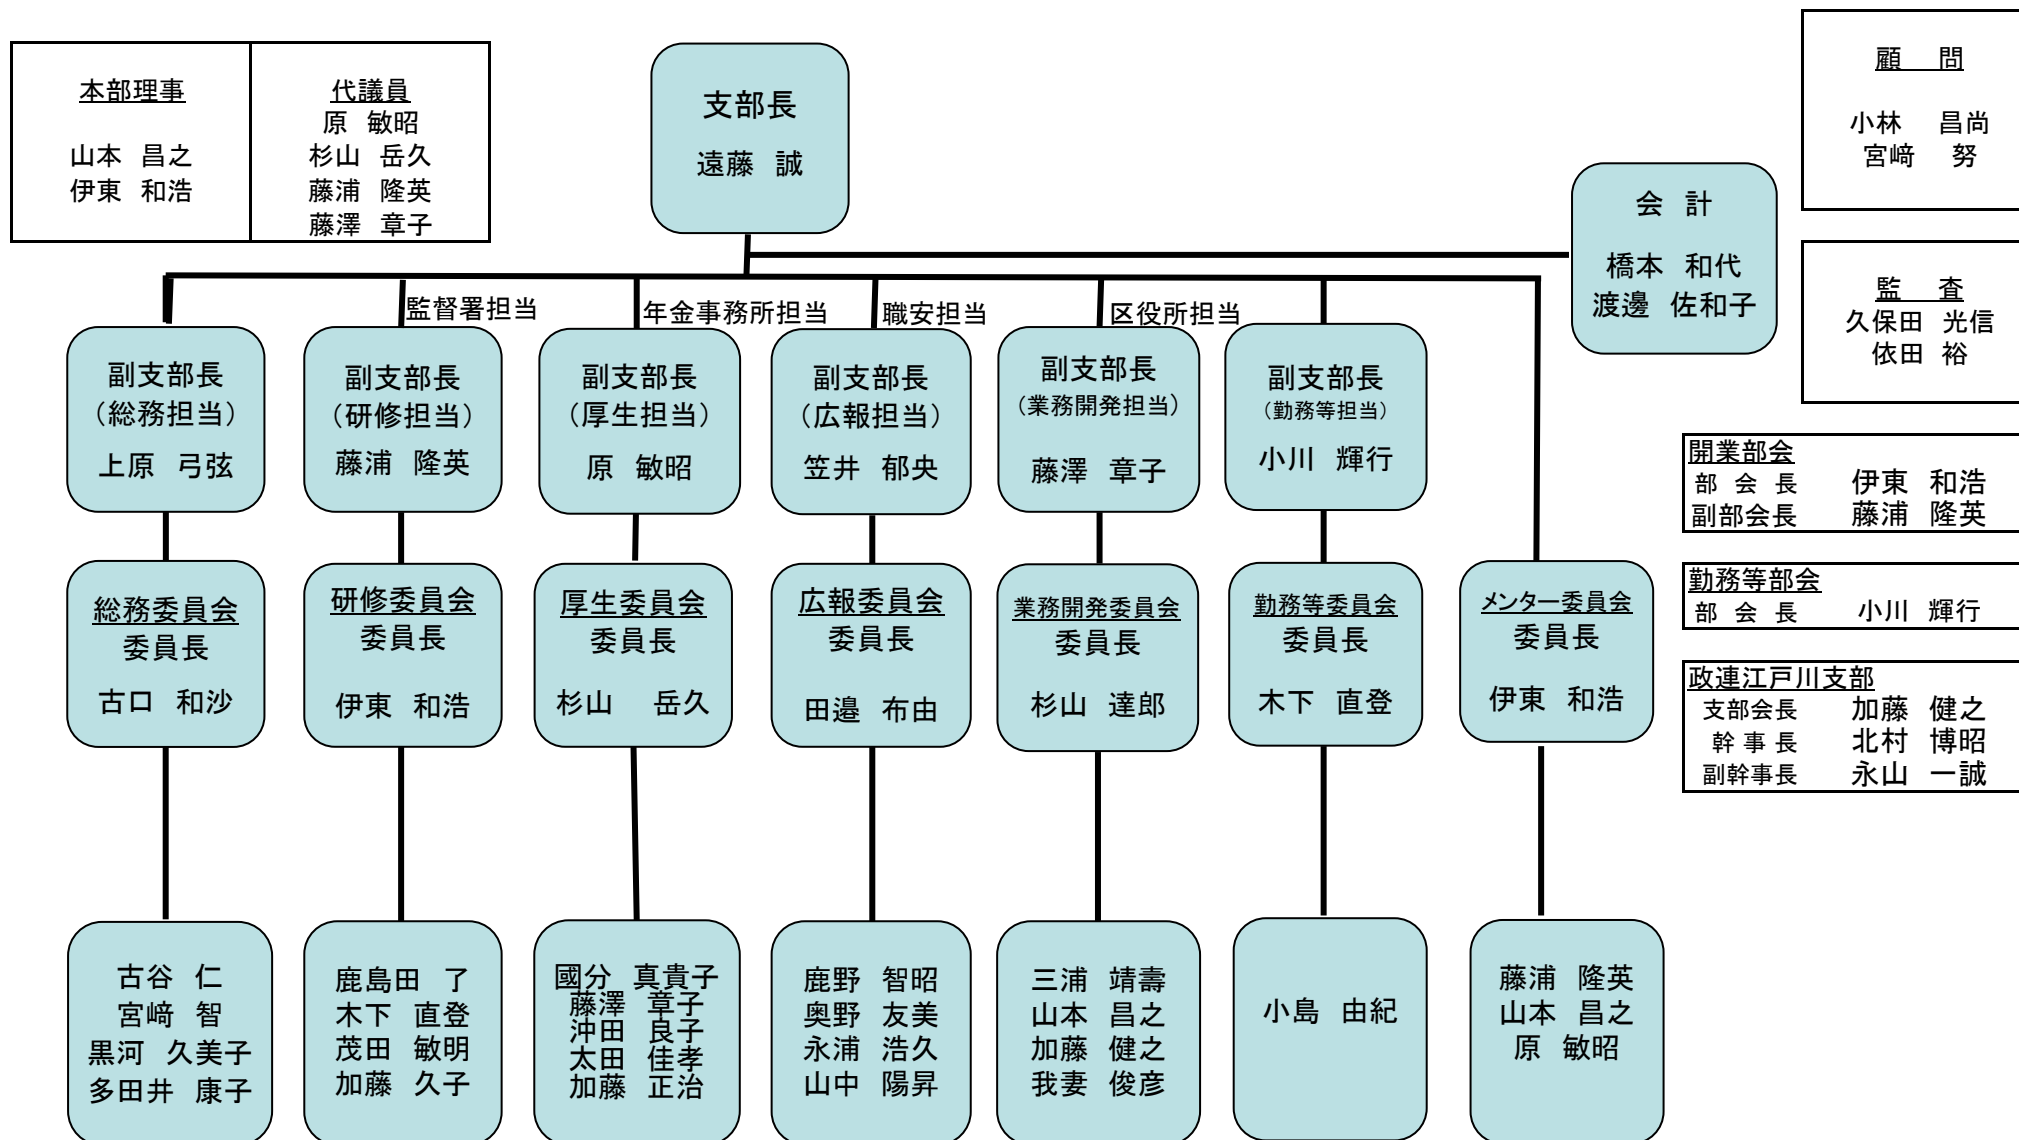 本部理事
山本 昌之
伊東 和浩
代議員
原 敏昭
杉山 岳久
藤浦 隆英
藤澤 章子
支部長
遠藤 誠
顧 問
小林 昌尚
宮﨑 努
会 計
橋本 和代
渡邉 佐和子
監 査
久保田 光信
依田 裕
監督署担当
年金事務所担当
職安担当
区役所担当
副支部長
（総務担当）
上原 弓弦
副支部長
（研修担当）
藤浦 隆英
副支部長
（厚生担当）
原 敏昭
副支部長
（広報担当）
笠井 郁央
副支部長
（業務開発担当）
藤澤 章子
副支部長
（勤務等担当）
小川 輝行
開業部会
部 会 長 伊東 和浩
副部会長 藤浦 隆英
勤務等部会
部 会 長 小川 輝行
政連江戸川支部
支部会長 加藤 健之
幹 事 長 北村 博昭
副幹事長 永山 一誠
総務委員会
委員長
古口 和沙
研修委員会
委員長
伊東 和浩
厚生委員会
委員長
杉山 岳久
広報委員会
委員長
田邉 布由
業務開発委員会
委員長
杉山 達郎
勤務等委員会
委員長
木下 直登
メンター委員会
委員長
伊東 和浩
古谷 仁
宮﨑 智
黒河 久美子
多田井 康子
鹿島田 了
木下 直登
茂田 敏明
加藤 久子
國分 真貴子
藤澤 章子
沖田 良子
太田 佳孝
加藤 正治
鹿野 智昭
奥野 友美
永浦 浩久
山中 陽昇
三浦 靖壽
山本 昌之
加藤 健之
我妻 俊彦
小島 由紀
藤浦 隆英
山本 昌之
原 敏昭